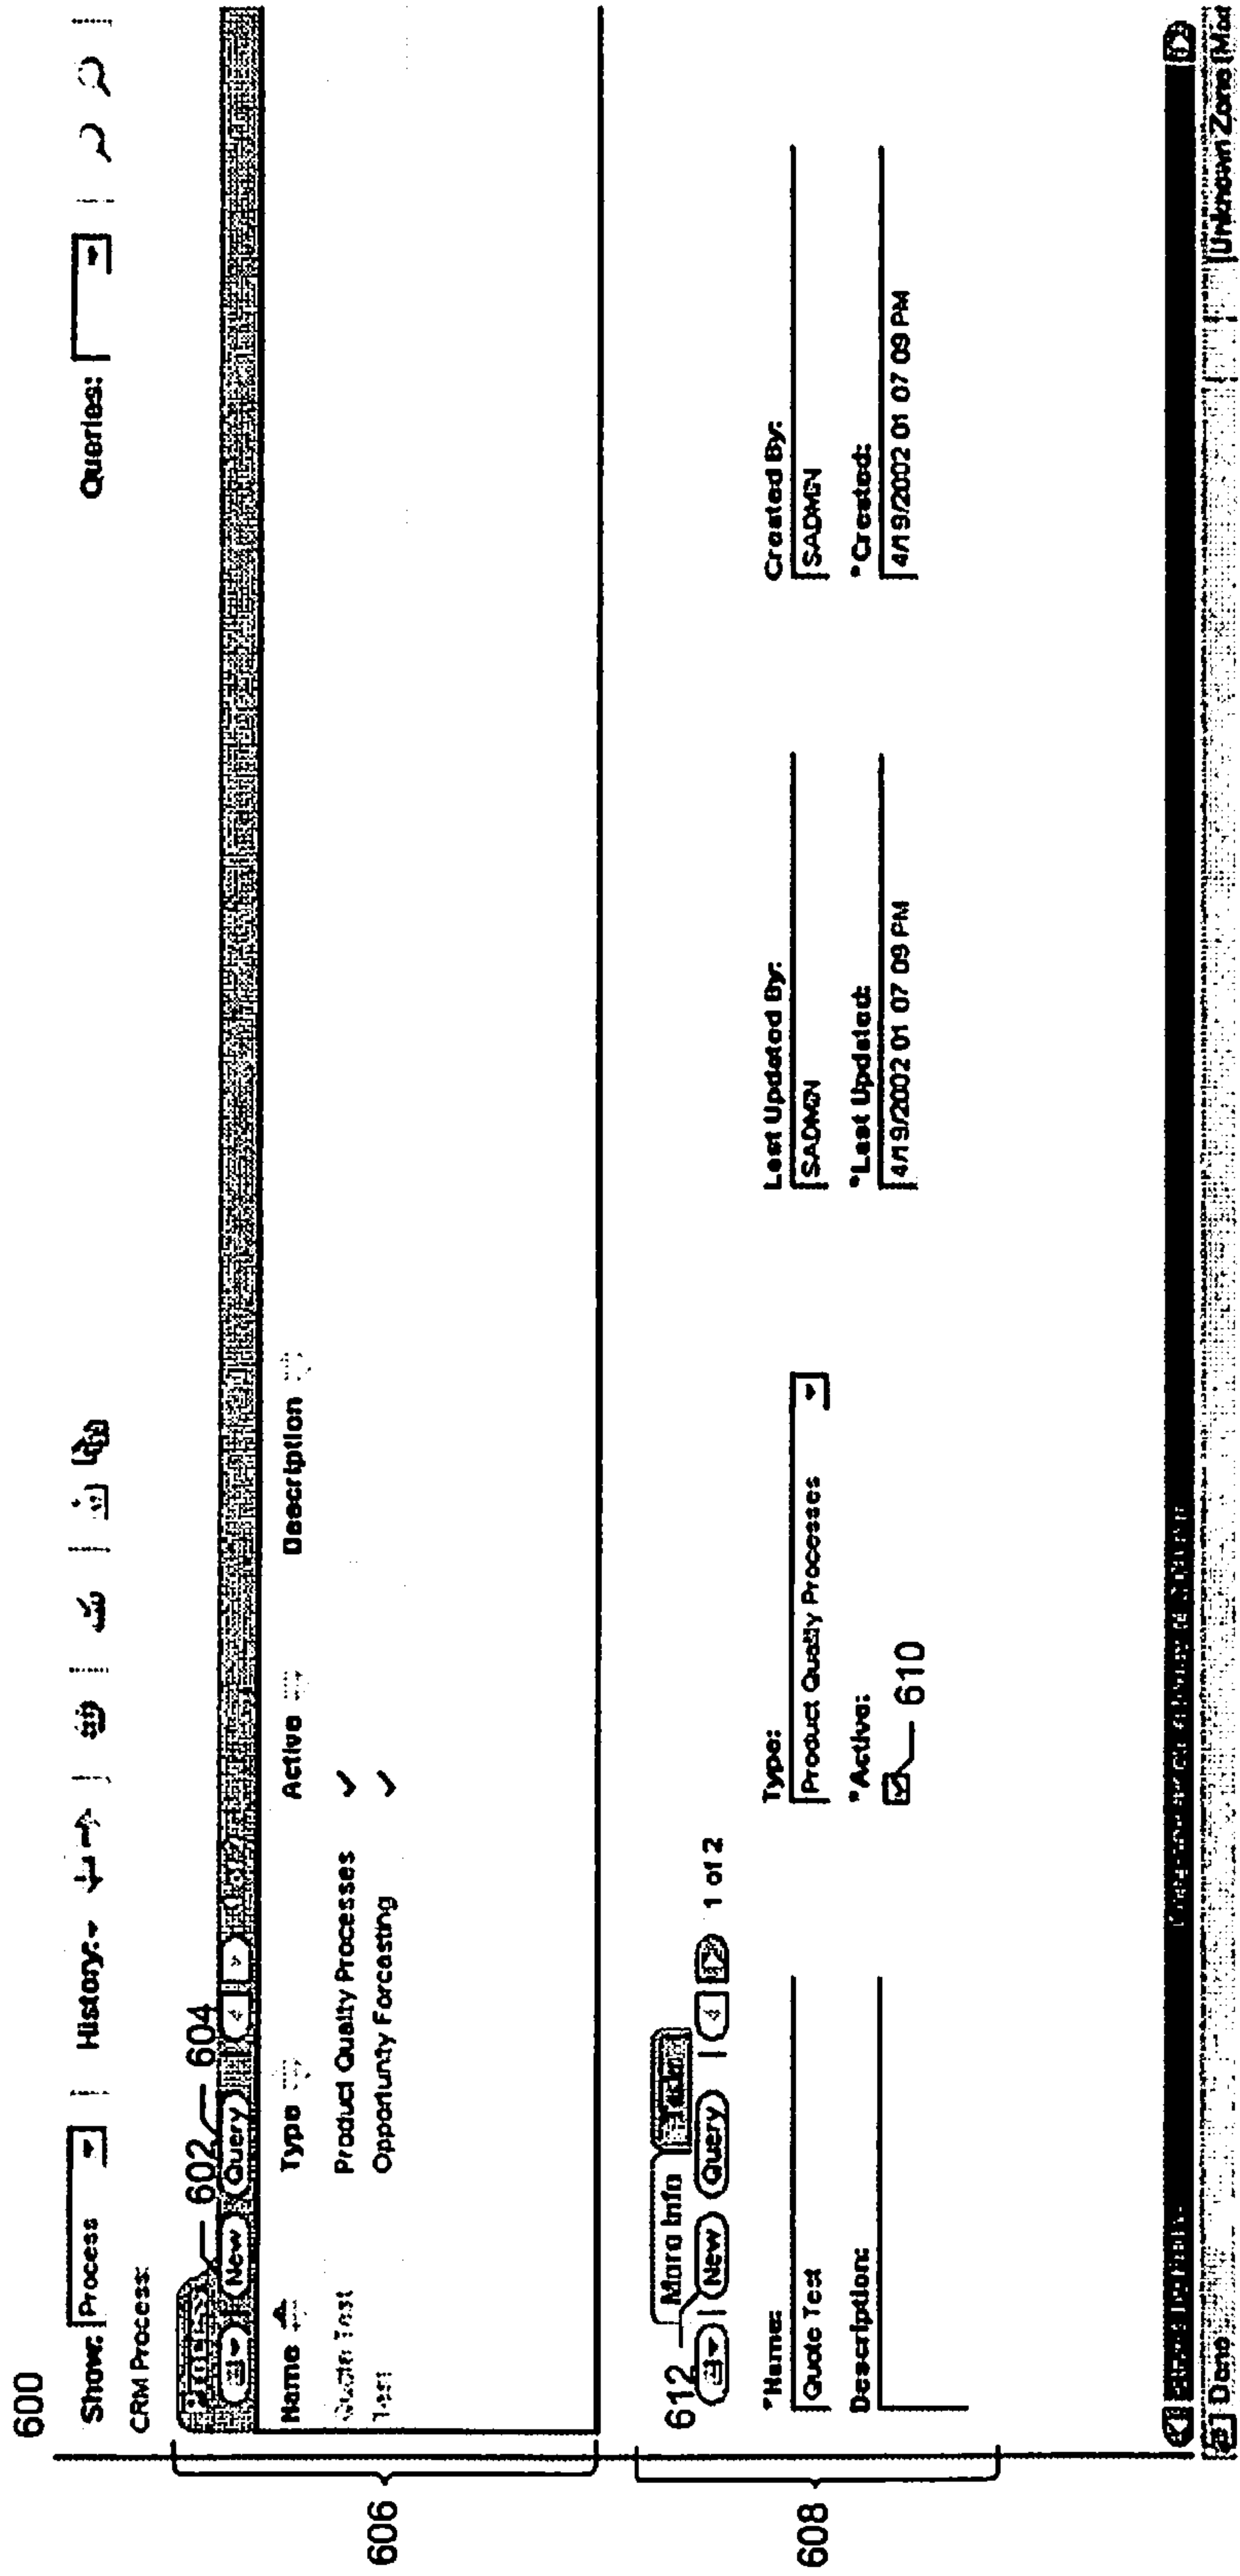 600
Show: Process History: Queries:
CRM Process:
602 604
New Query
Name Type Active Description
Quote Test Product Quality Processes
Test Opportunity Forcasting
606
612 More Info
New Query 1 of 2
*Name: Type: Last Updated By: Created By:
Quote Test Product Quality Processes SADMIN SADMIN
Description: *Active: *Last Updated: *Created:
4/19/2002 01 07 09 PM 4/19/2002 01 07 09 PM
610
608
Done Unknown Zone (Mod